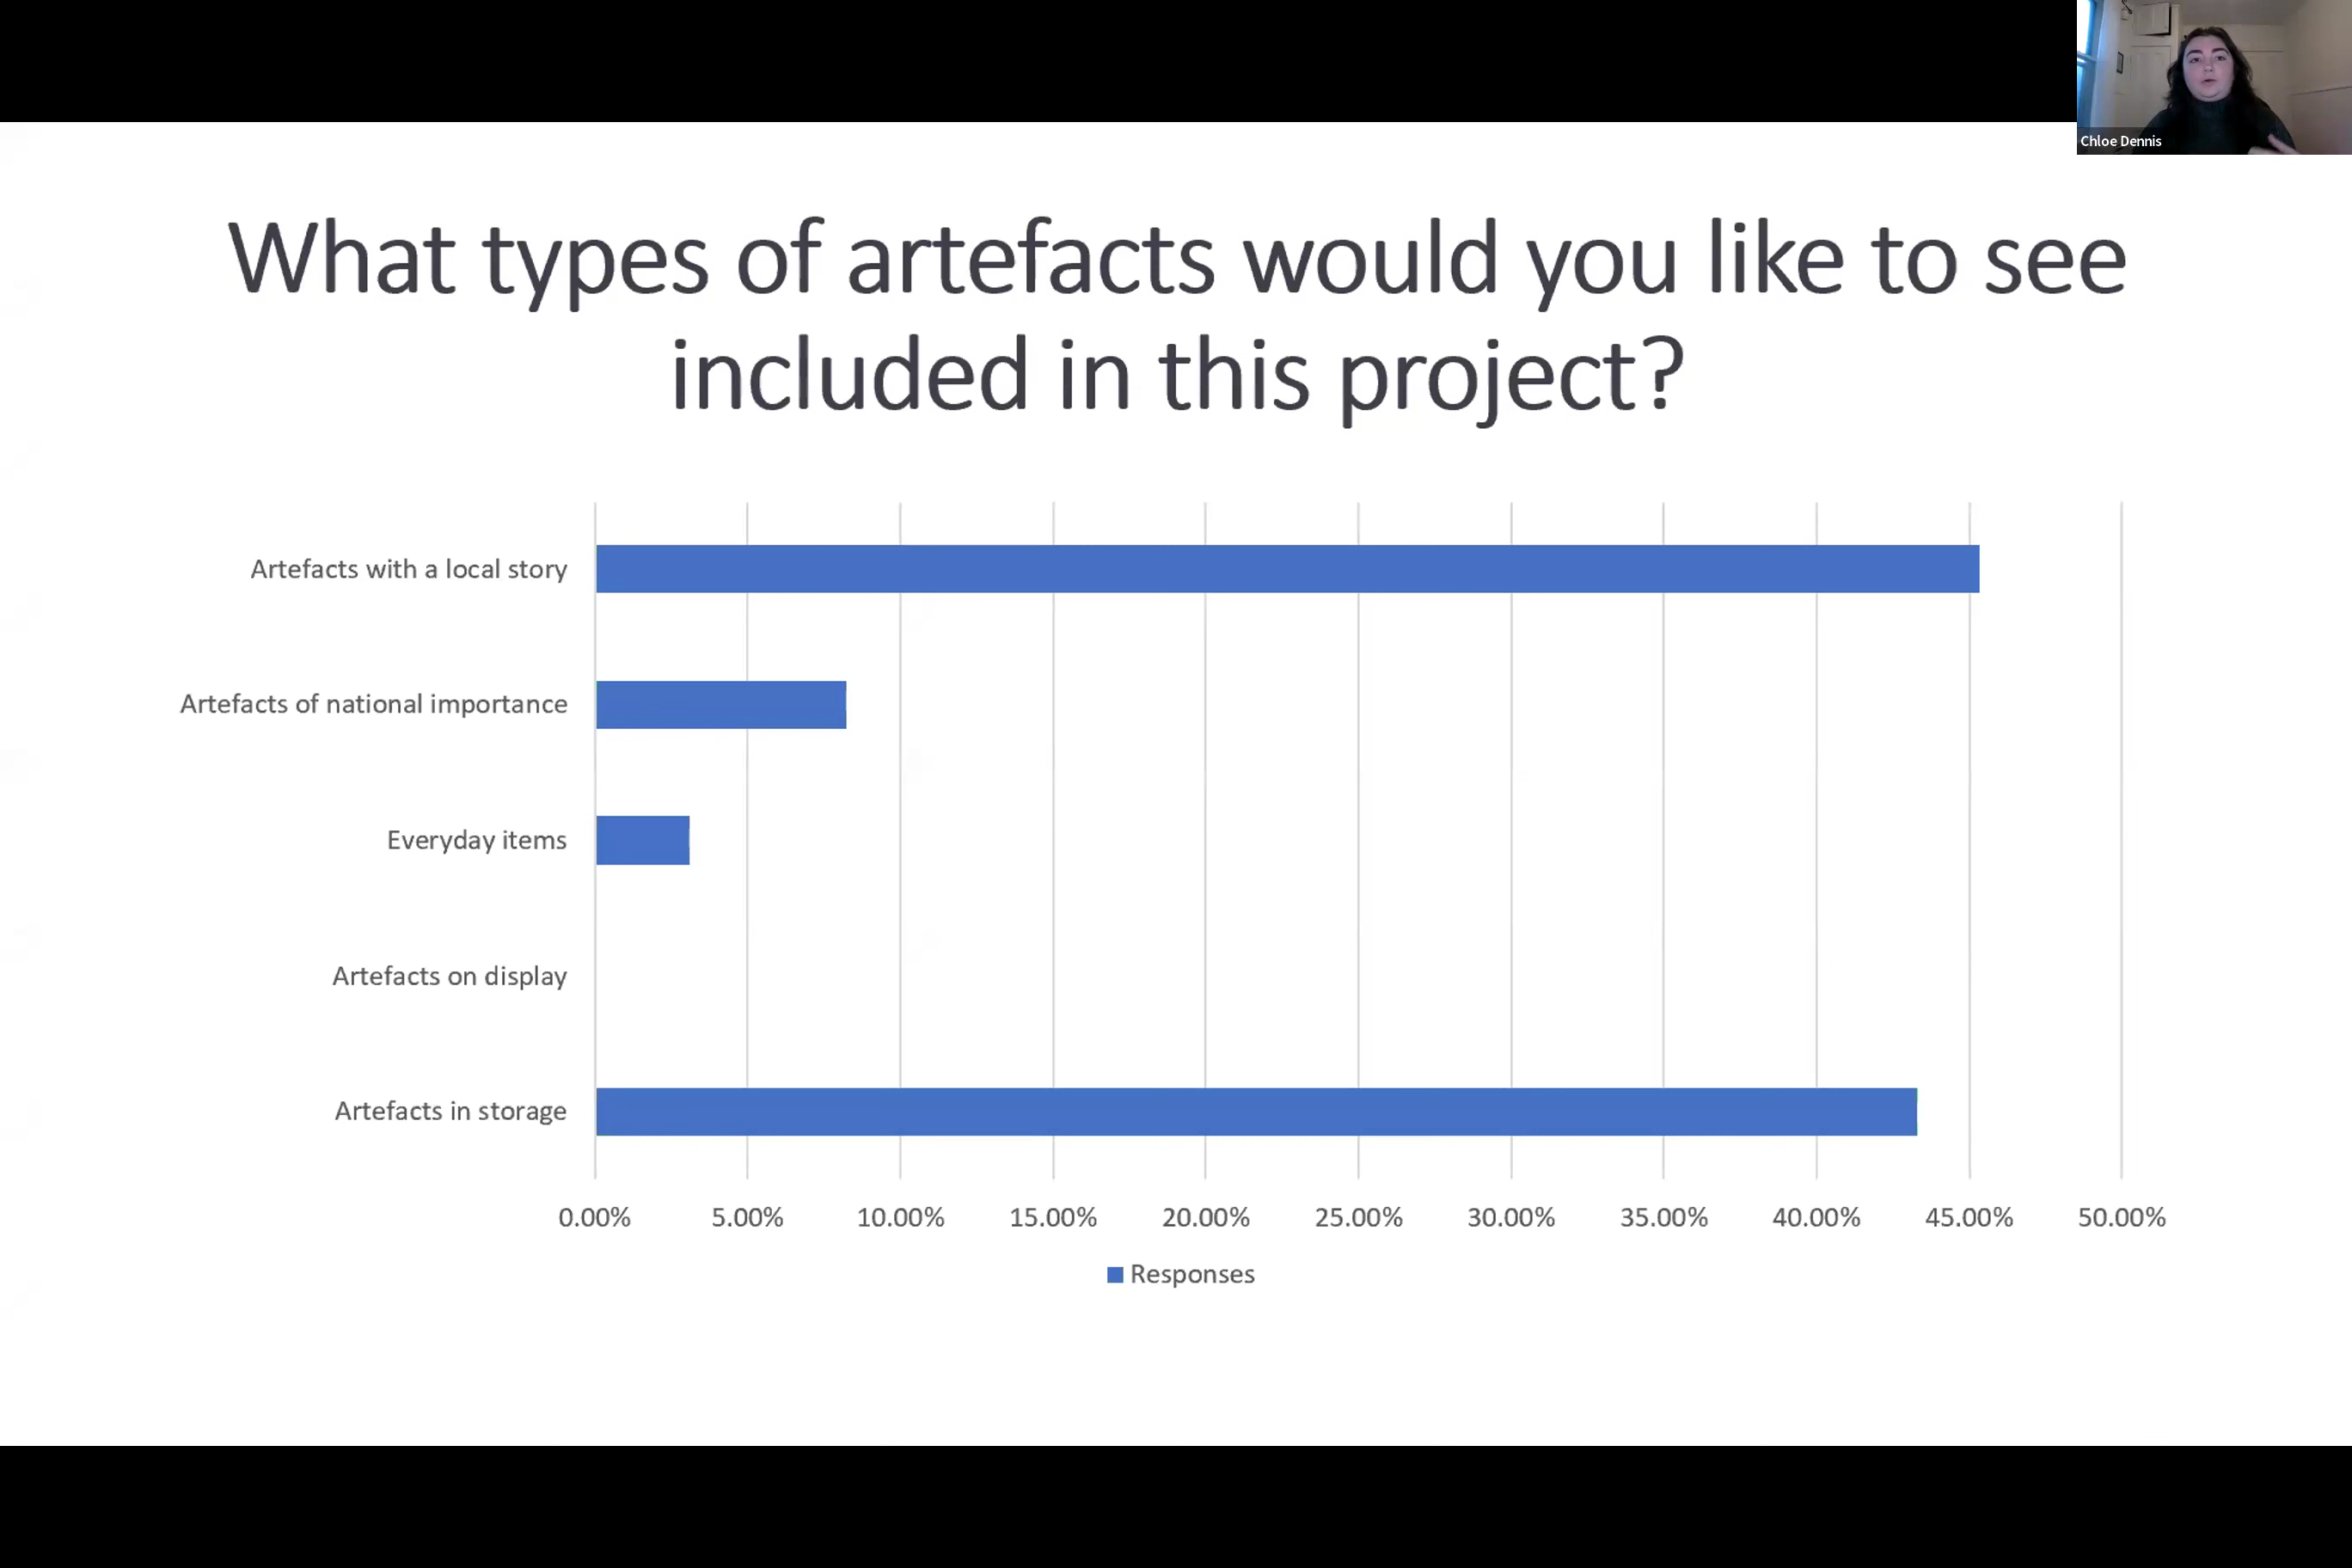 Chloe Dennis
What types of artefacts would you like to see
included in this project?
Artefacts with a local story
Artefacts of national importance
Everyday items
Artefacts on display
Artefacts in storage
0.00% 5.00% 10.00% 15.00% 20.00% 25.00% 30.00% 35.00% 40.00% 45.00% 50.00%
Responses